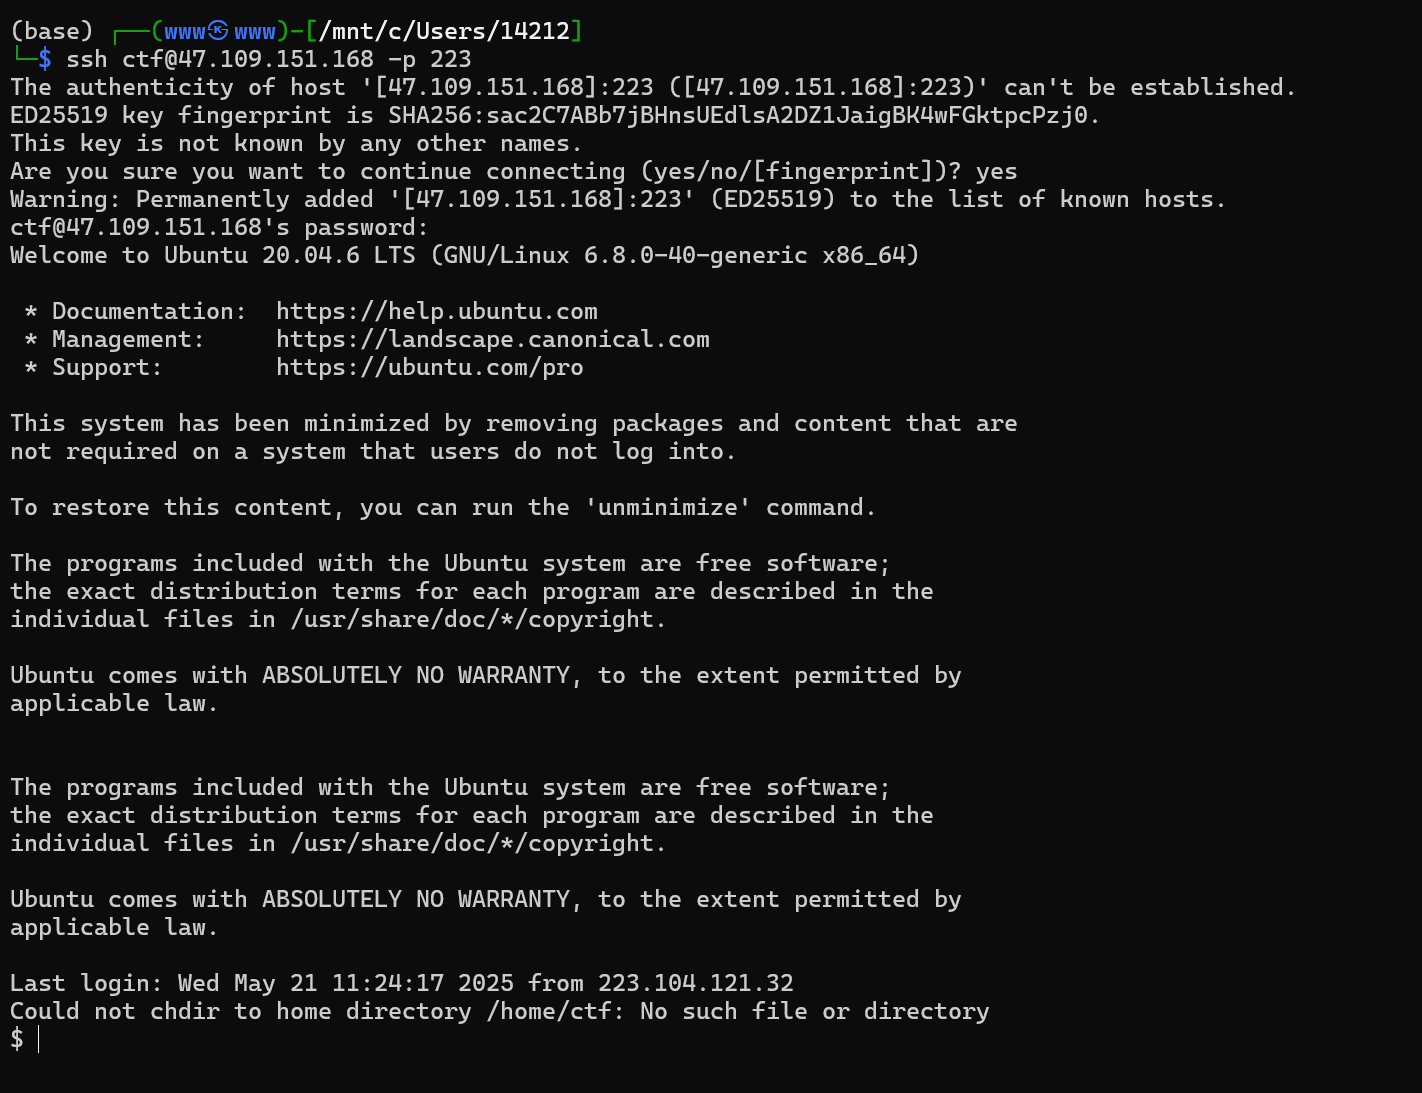 (base) ┌──(www㉿www)-[/mnt/c/Users/14212]
└─$ ssh ctf@47.109.151.168 -p 223
The authenticity of host '[47.109.151.168]:223 ([47.109.151.168]:223)' can't be established.
ED25519 key fingerprint is SHA256:sac2C7ABb7jBHnsUEdlsA2DZ1JaigBK4wFGktpcPzj0.
This key is not known by any other names.
Are you sure you want to continue connecting (yes/no/[fingerprint])? yes
Warning: Permanently added '[47.109.151.168]:223' (ED25519) to the list of known hosts.
ctf@47.109.151.168's password:
Welcome to Ubuntu 20.04.6 LTS (GNU/Linux 6.8.0-40-generic x86_64)

 * Documentation:  https://help.ubuntu.com
 * Management:     https://landscape.canonical.com
 * Support:        https://ubuntu.com/pro

This system has been minimized by removing packages and content that are
not required on a system that users do not log into.

To restore this content, you can run the 'unminimize' command.

The programs included with the Ubuntu system are free software;
the exact distribution terms for each program are described in the
individual files in /usr/share/doc/*/copyright.

Ubuntu comes with ABSOLUTELY NO WARRANTY, to the extent permitted by
applicable law.


The programs included with the Ubuntu system are free software;
the exact distribution terms for each program are described in the
individual files in /usr/share/doc/*/copyright.

Ubuntu comes with ABSOLUTELY NO WARRANTY, to the extent permitted by
applicable law.

Last login: Wed May 21 11:24:17 2025 from 223.104.121.32
Could not chdir to home directory /home/ctf: No such file or directory
$